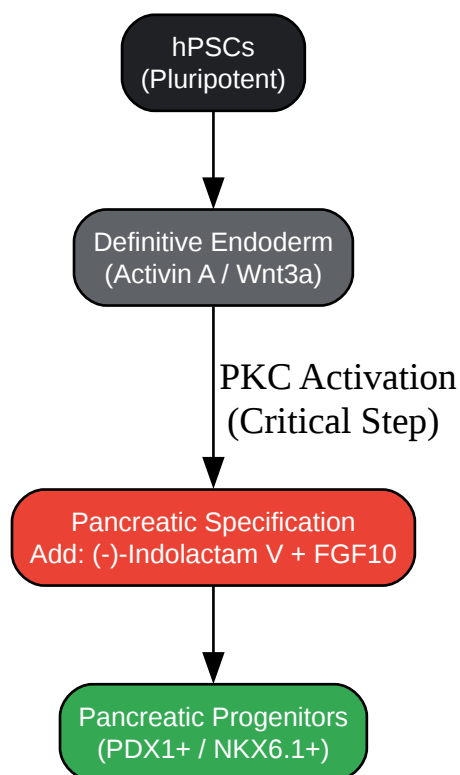 hPSCs
(Pluripotent)
Definitive Endoderm
(Activin A / Wnt3a)
PKC Activation
(Critical Step)
Pancreatic Specification
Add: (-)-Indolactam V + FGF10
Pancreatic Progenitors
(PDX1+ / NKX6.1+)